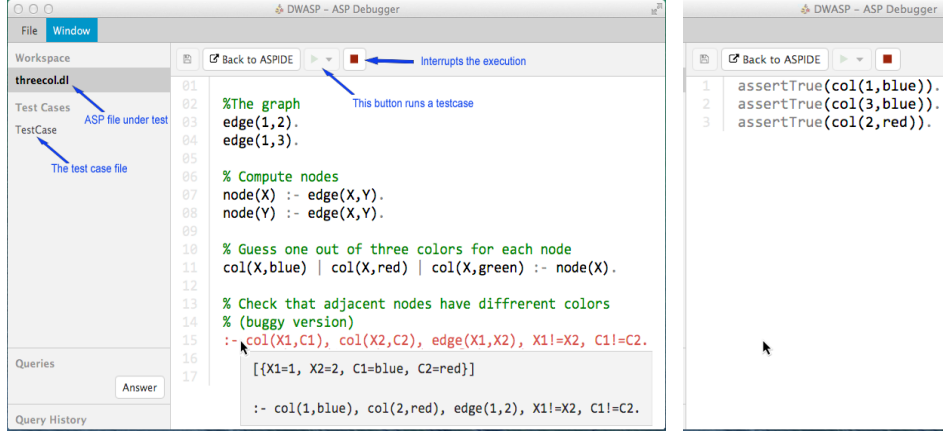 DWASP – ASP Debugger
File Window
Workspace
threecol.dl
ASP file under test
Test Cases
TestCase
The test case file
Queries
Answer
Query History
Back to ASPIDE
Interrupts the execution
This button runs a testcase
01
02 %The graph
03 edge(1,2).
04 edge(1,3).
05
06 % Compute nodes
07 node(X) :- edge(X,Y).
08 node(Y) :- edge(X,Y).
09
10 % Guess one out of three colors for each node
11 col(X,blue) | col(X,red) | col(X,green) :- node(X).
12
13 % Check that adjacent nodes have diffrerent colors
14 % (buggy version)
15 :- col(X1,C1), col(X2,C2), edge(X1,X2), X1!=X2, C1!=C2.
16
17
[{X1=1, X2=2, C1=blue, C2=red}]
:- col(1,blue), col(2,red), edge(1,2), X1!=X2, C1!=C2.
DWASP – ASP Debugger
Back to ASPIDE
1 assertTrue(col(1,blue)).
2 assertTrue(col(3,blue)).
3 assertTrue(col(2,red)).